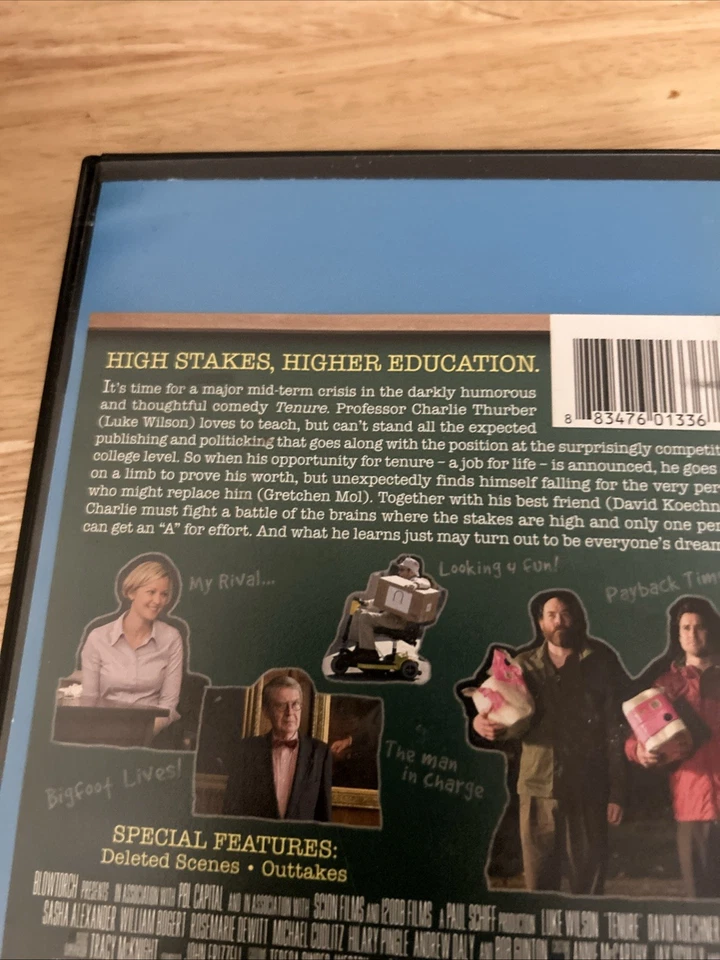 HIGH STAKES, HIGHER EDUCATION.
It's time for a major mid-term crisis in the darkly humorous
and thoughtful comedy Tenure. Professor Charlie Thurber
(Luke Wilson) loves to teach, but can't stand all the expected
publishing and politicking that goes along with the position at the surprisingly competit
college level. So when his opportunity for tenure – a job for life – is announced, he goes
on a limb to prove his worth, but unexpectedly finds himself falling for the very per
who might replace him (Gretchen Mol). Together with his best friend (David Koechn
Charlie must fight a battle of the brains where the stakes are high and only one per
can get an "A" for effort. And what he learns just may turn out to be everyone's dream
8 83476 01336
My Rival...
Looking 4 fun!
Payback Tim
The man
in charge
Bigfoot Lives!
SPECIAL FEATURES:
Deleted Scenes • Outtakes
BLOWTORCH PRESENTS IN ASSOCIATION WITH PBL CAPITAL AND IN ASSOCIATION WITH SCION FILMS AND 120DB FILMS A PAUL SCHIFF PRODUCTION LUKE WILSON "TENURE" DAVID KOECHNER
SASHA ALEXANDER WILLIAM BOGERT ROSEMARIE DEWITT MICHAEL CUDLITZ HILARY PINGLE ANDREW DALY AND BOB GUNTON
TRACY MCKNIGHT JOHN FRIZZELL